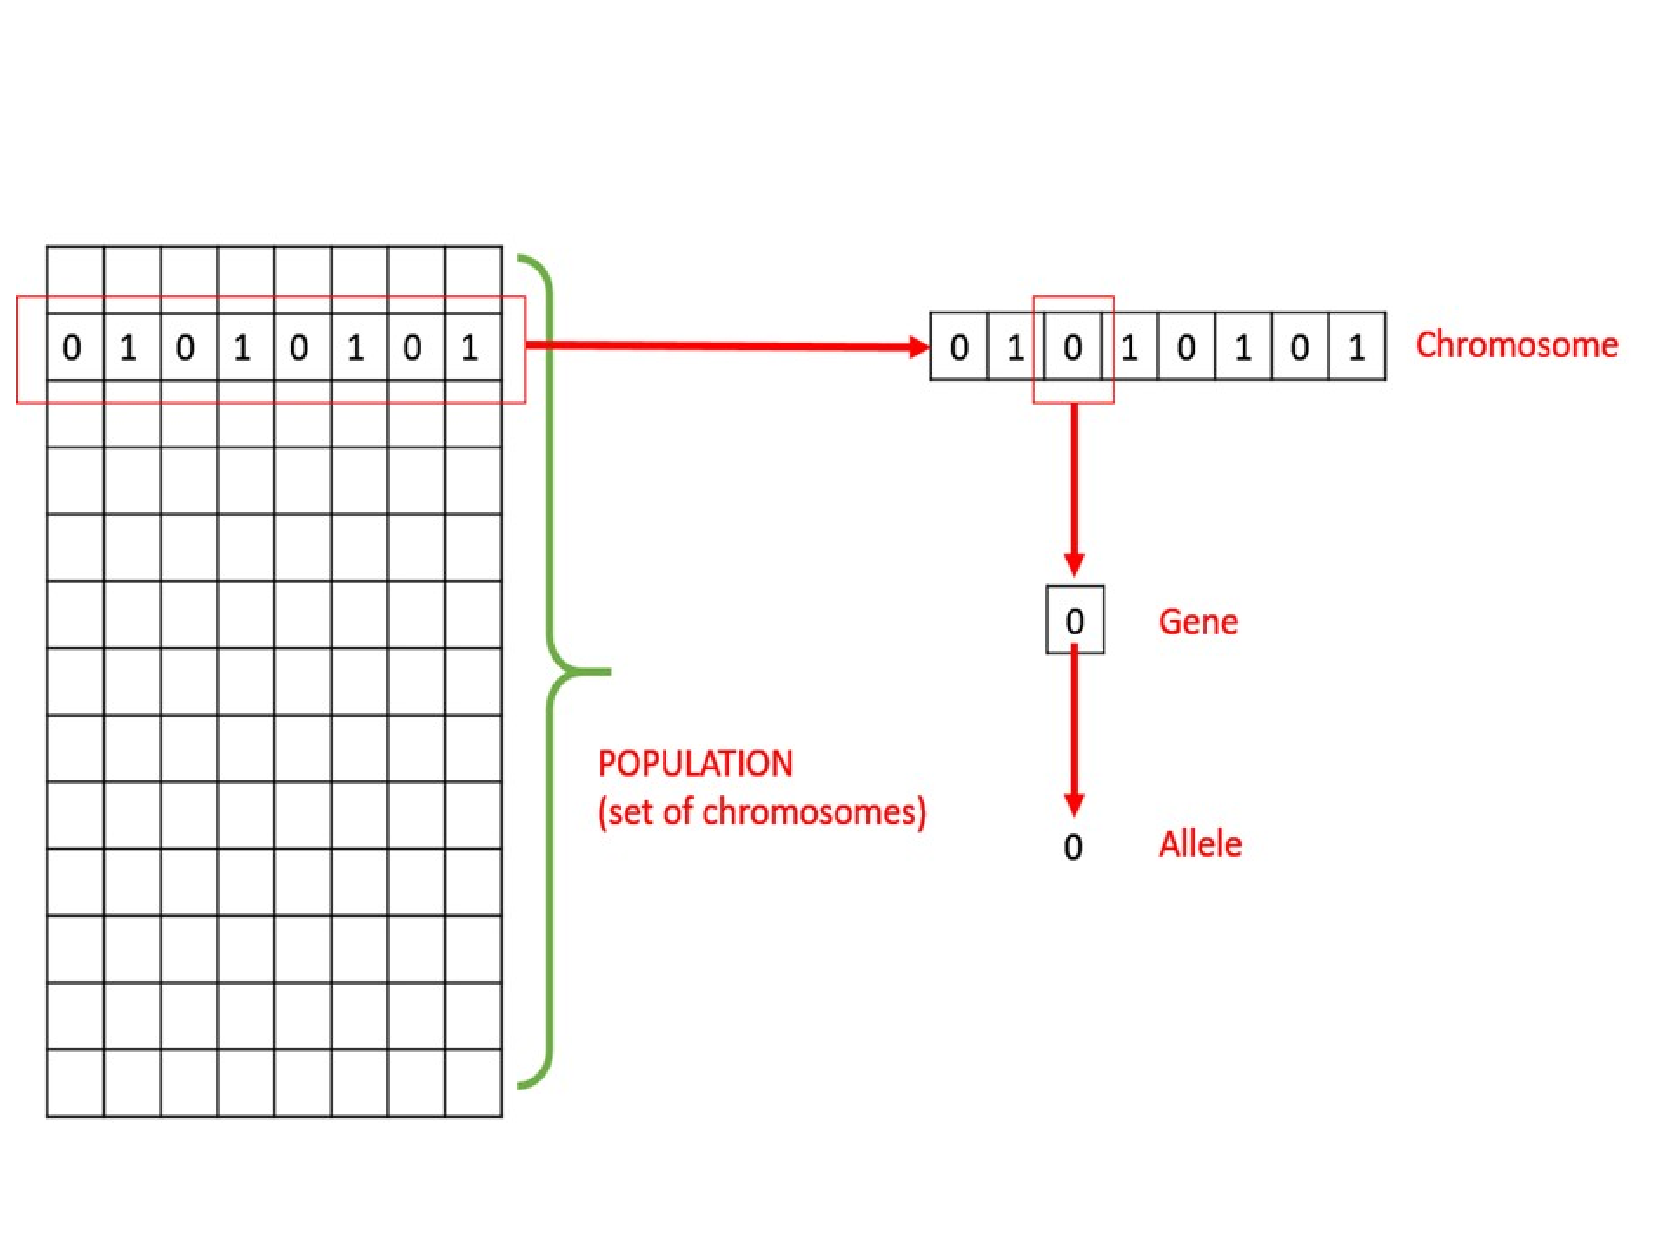 0 1 0 1 0 1 0 1
0 1 0 1 0 1 0 1 Chromosome
0 Gene
POPULATION
(set of chromosomes)
0 Allele